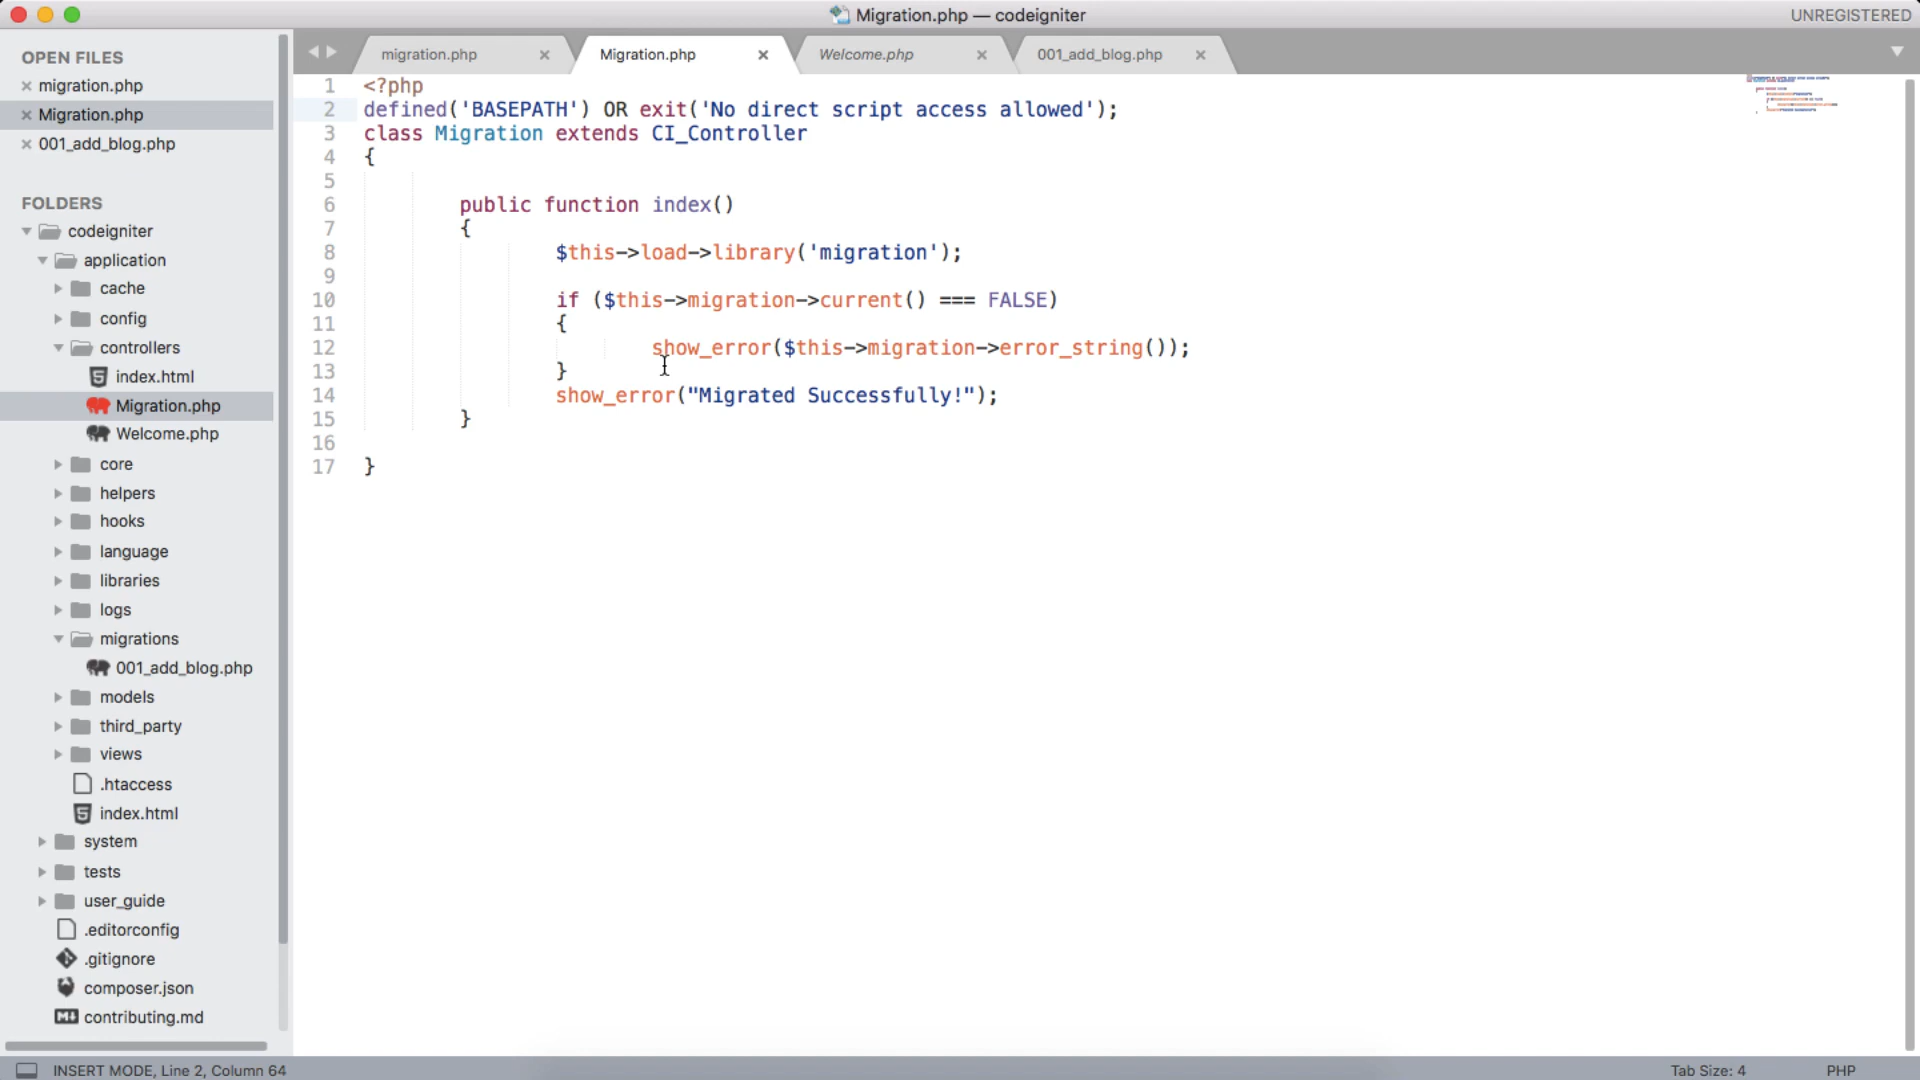 Migration.php — codeigniter
UNREGISTERED
OPEN FILES
migration.php
Migration.php
001_add_blog.php
FOLDERS
codeigniter
application
cache
config
controllers
index.html
Migration.php
Welcome.php
core
helpers
hooks
language
libraries
logs
migrations
001_add_blog.php
models
third_party
views
.htaccess
index.html
system
tests
user_guide
.editorconfig
.gitignore
composer.json
contributing.md
migration.php
Migration.php
Welcome.php
001_add_blog.php
1 <?php
2 defined('BASEPATH') OR exit('No direct script access allowed');
3 class Migration extends CI_Controller
4 {
5
6 public function index()
7 {
8 $this->load->library('migration');
9
10 if ($this->migration->current() === FALSE)
11 {
12 show_error($this->migration->error_string());
13 }
14 show_error("Migrated Successfully!");
15 }
16
17 }
INSERT MODE, Line 2, Column 64
Tab Size: 4
PHP